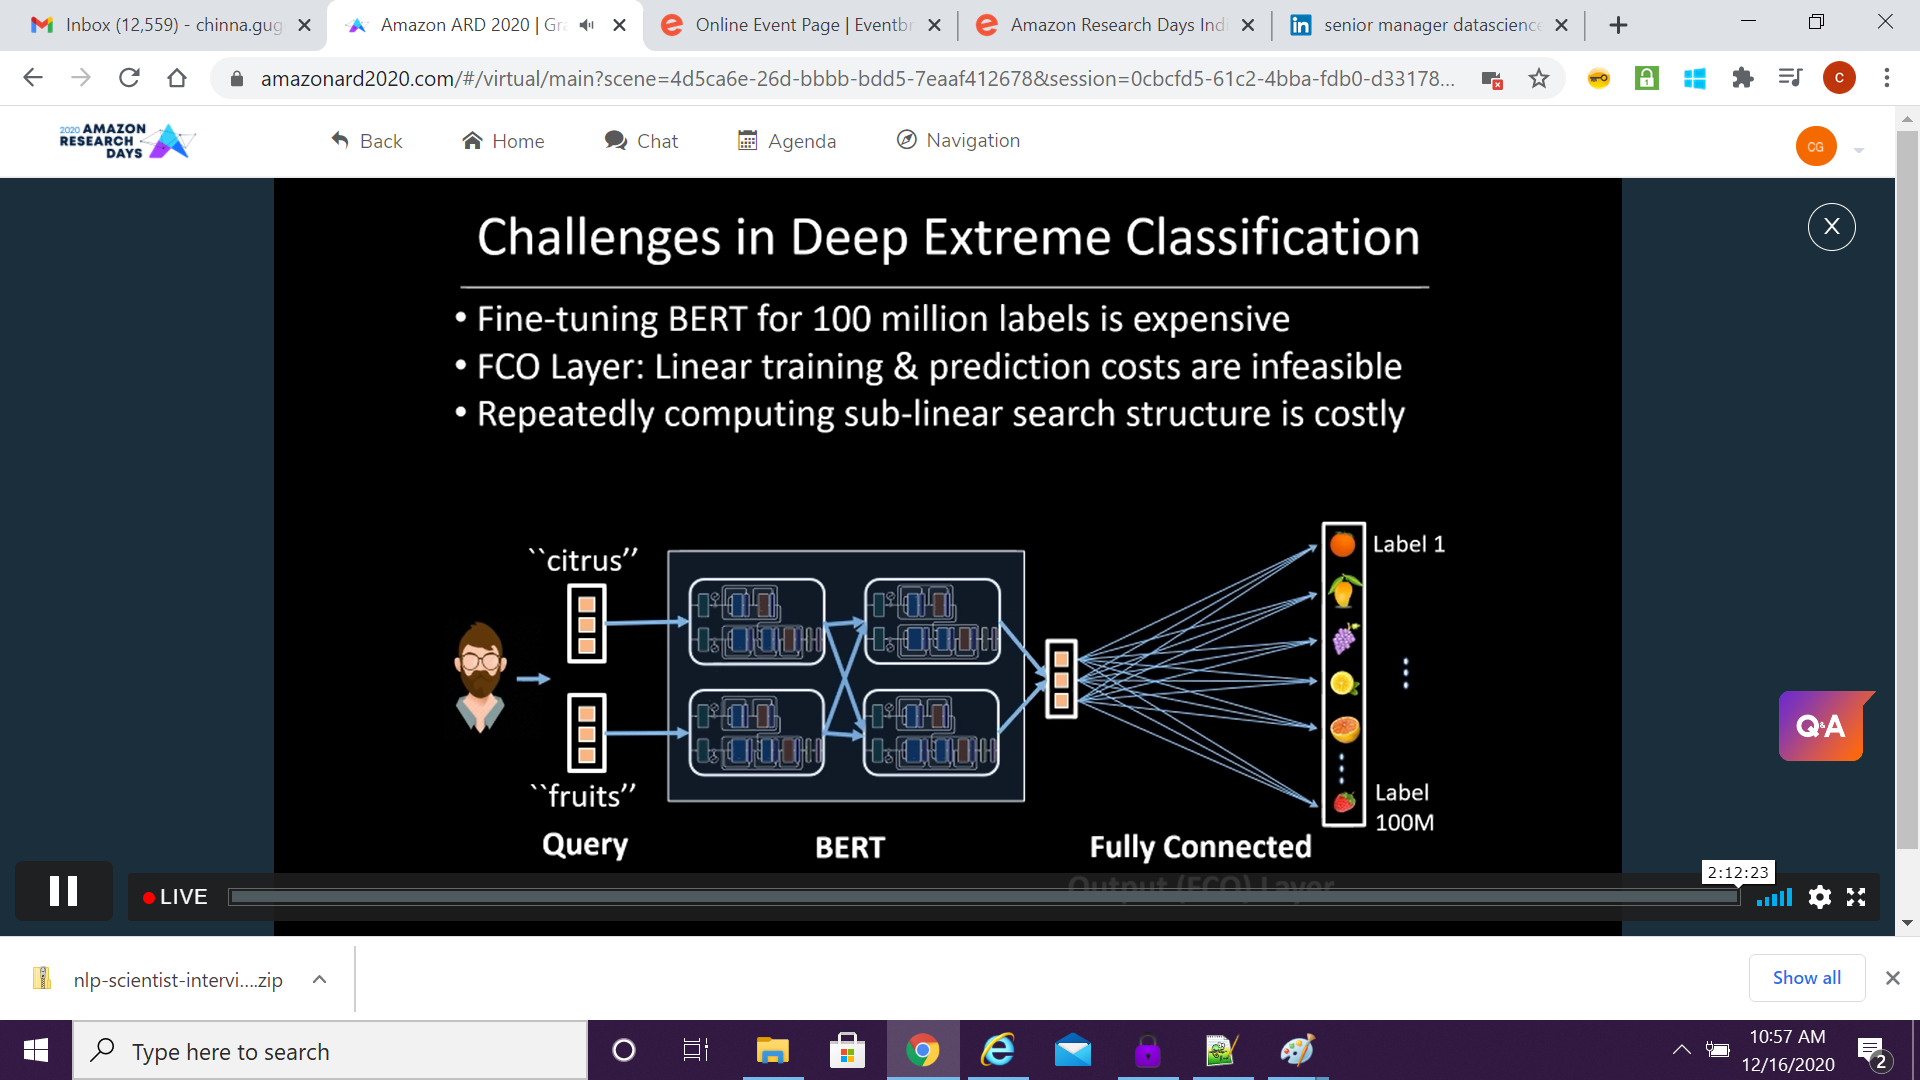 Inbox (12,559) - chinna.gug
Amazon ARD 2020 | Gra
Online Event Page | Eventbr
Amazon Research Days Indi
senior manager datascience
amazonard2020.com/#/virtual/main?scene=4d5ca6e-26d-bbbb-bdd5-7eaaf412678&session=0cbcfd5-61c2-4bba-fdb0-d33178...
C
2020 AMAZON
RESEARCH
DAYS
Back
Home
Chat
Agenda
Navigation
CG
X
Challenges in Deep Extreme Classification
• Fine-tuning BERT for 100 million labels is expensive
• FCO Layer: Linear training & prediction costs are infeasible
• Repeatedly computing sub-linear search structure is costly
``citrus’’
Label 1
Q&A
``fruits’’
Label
100M
Query
BERT
Fully Connected
Output (FCO) Layer
2:12:23
LIVE
nlp-scientist-intervi....zip
Show all
Type here to search
10:57 AM
12/16/2020
2